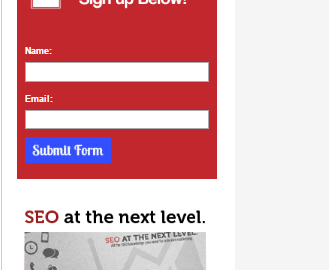 Sign up Below!
Name:
Email:
Submit Form
SEO at the next level.
SEO AT THE NEXT LEVEL.